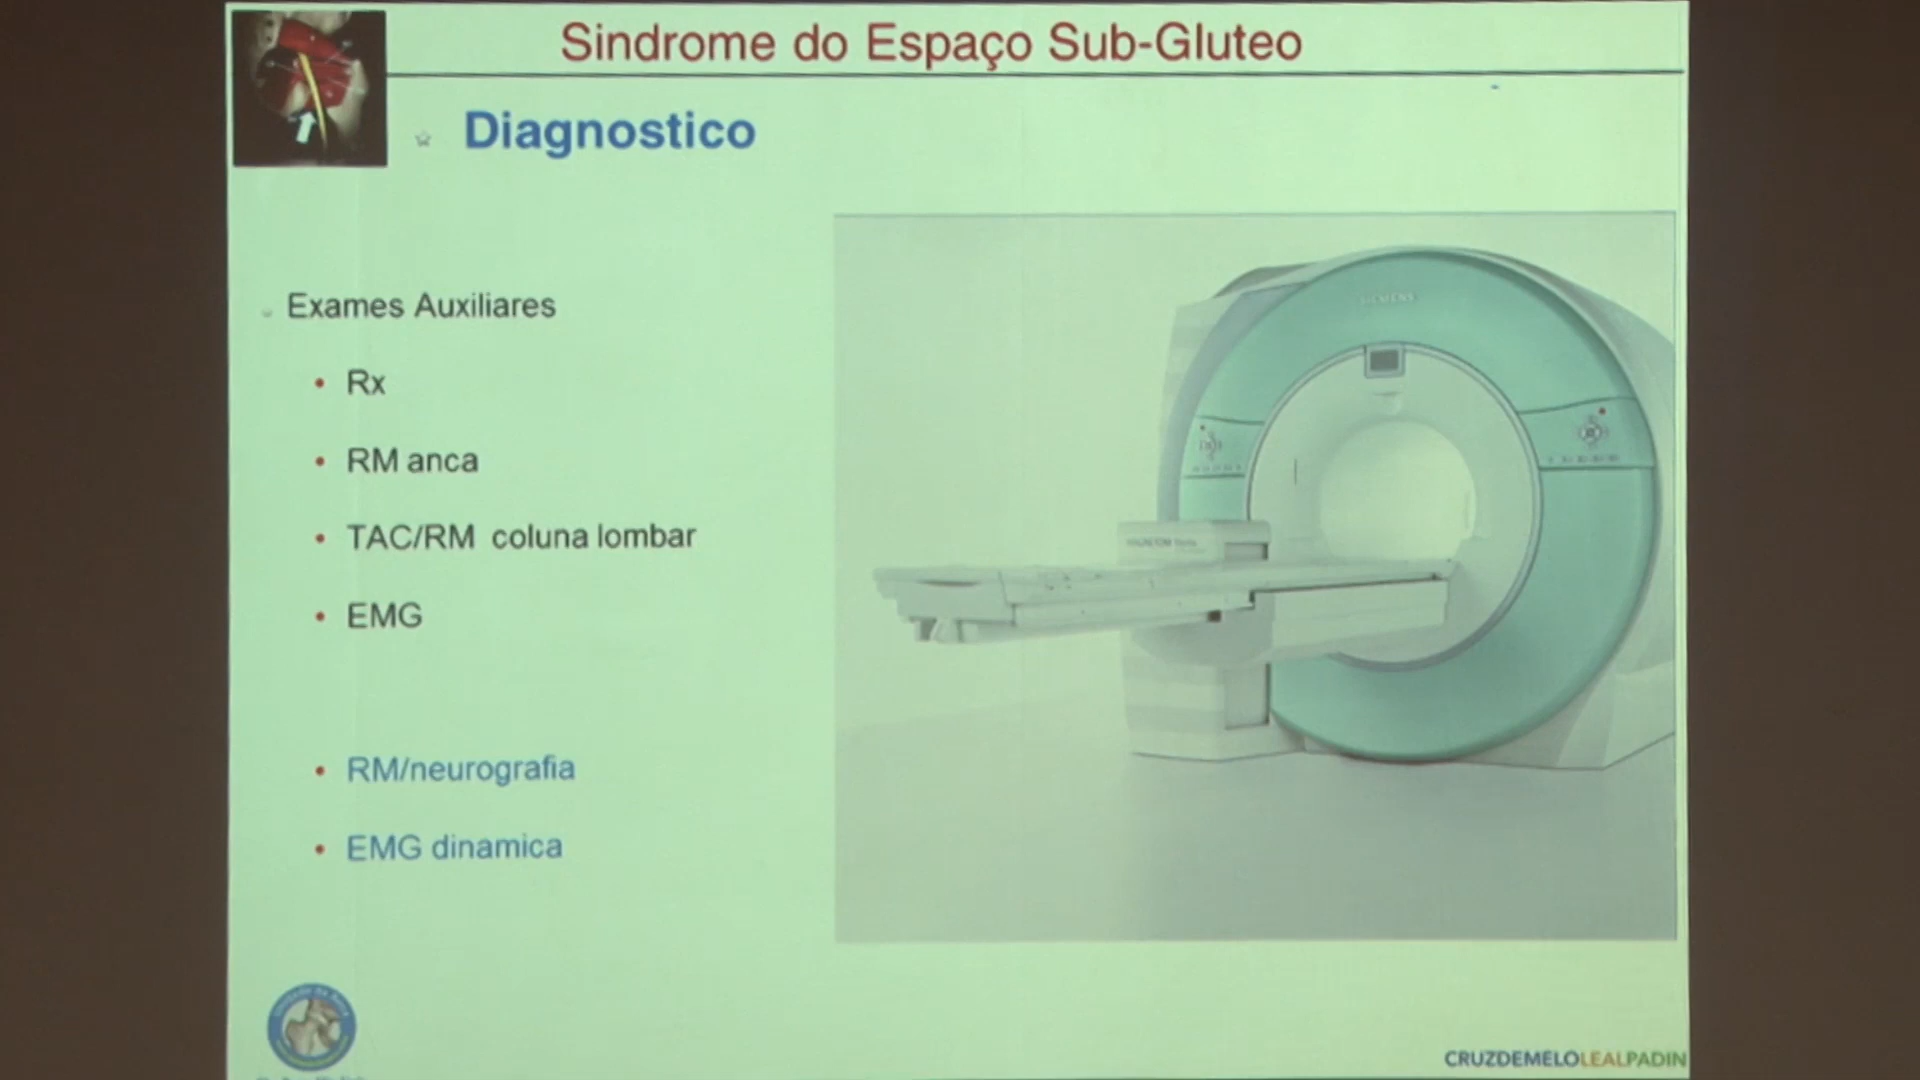 Sindrome do Espaço Sub-Gluteo
Diagnostico
Exames Auxiliares
Rx
RM anca
TAC/RM coluna lombar
EMG
RM/neurografia
EMG dinamica
SIEMENS
CRUZDEMELOLEALPADIN